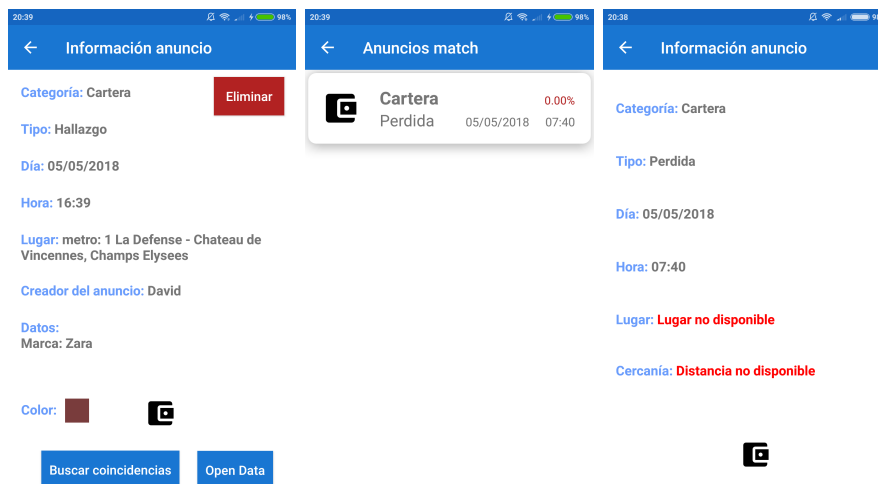 20:39
98%
Información anuncio
Categoría: Cartera
Eliminar
Tipo: Hallazgo
Día: 05/05/2018
Hora: 16:39
Lugar: metro: 1 La Defense - Chateau de
Vincennes, Champs Elysees
Creador del anuncio: David
Datos:
Marca: Zara
Color:
Buscar coincidencias
Open Data
20:39
98%
Anuncios match
Cartera
0.00%
Perdida
05/05/2018
07:40
20:38
Información anuncio
Categoría: Cartera
Tipo: Perdida
Día: 05/05/2018
Hora: 07:40
Lugar: Lugar no disponible
Cercanía: Distancia no disponible